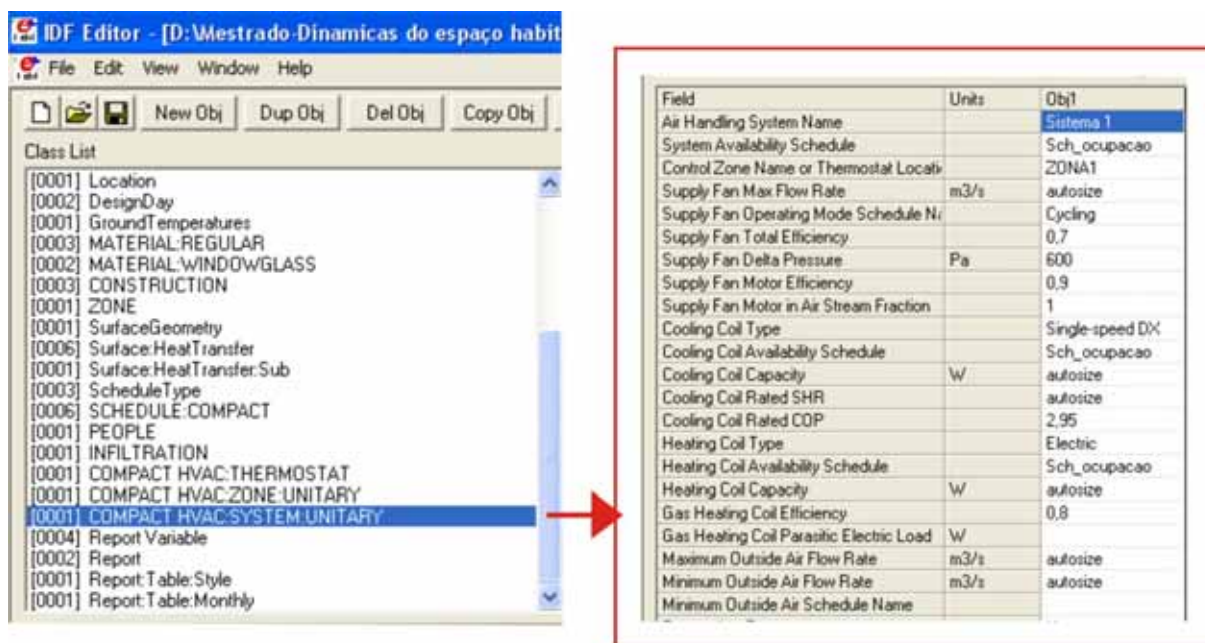 IDF Editor - [D:\Mestrado-Dinamicas do espaço habit
File Edit View Window Help
New Obj Dup Obj Del Obj Copy Obj
Class List
[0001] Location
[0002] DesignDay
[0001] GroundTemperatures
[0003] MATERIAL:REGULAR
[0002] MATERIAL:WINDOWGLASS
[0003] CONSTRUCTION
[0001] ZONE
[0001] SurfaceGeometry
[0006] Surface:HeatTransfer
[0001] Surface:HeatTransfer:Sub
[0003] ScheduleType
[0006] SCHEDULE:COMPACT
[0001] PEOPLE
[0001] INFILTRATION
[0001] COMPACT HVAC:THERMOSTAT
[0001] COMPACT HVAC:ZONE:UNITARY
[0001] COMPACT HVAC:SYSTEM:UNITARY
[0004] Report Variable
[0002] Report
[0001] Report:Table:Style
[0001] Report:Table:Monthly
Field Units Obj1
Air Handling System Name Sistema 1
System Availability Schedule Sch_ocupacao
Control Zone Name or Thermostat Locati ZONA1
Supply Fan Max Flow Rate m3/s autosize
Supply Fan Operating Mode Schedule Na Cycling
Supply Fan Total Efficiency 0,7
Supply Fan Delta Pressure Pa 600
Supply Fan Motor Efficiency 0,9
Supply Fan Motor in Air Stream Fraction 1
Cooling Coil Type Single-speed DX
Cooling Coil Availability Schedule Sch_ocupacao
Cooling Coil Capacity W autosize
Cooling Coil Rated SHR autosize
Cooling Coil Rated COP 2,95
Heating Coil Type Electric
Heating Coil Availability Schedule Sch_ocupacao
Heating Coil Capacity W autosize
Gas Heating Coil Efficiency 0,8
Gas Heating Coil Parasitic Electric Load W
Maximum Outside Air Flow Rate m3/s autosize
Minimum Outside Air Flow Rate m3/s autosize
Minimum Outside Air Schedule Name